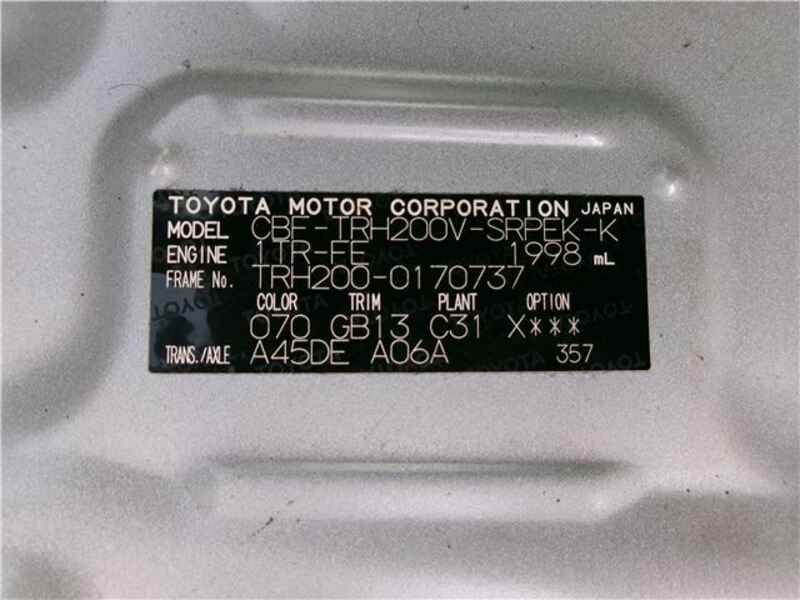 TOYOTA MOTOR CORPORATION JAPAN
MODEL CBF-TRH200V-SRPEK-K
ENGINE 1TR-FE 1998 mL
FRAME No. TRH200-0170737
COLOR TRIM PLANT OPTION
070 GB13 C31 X***
TRANS./AXLE A45DE A06A 357